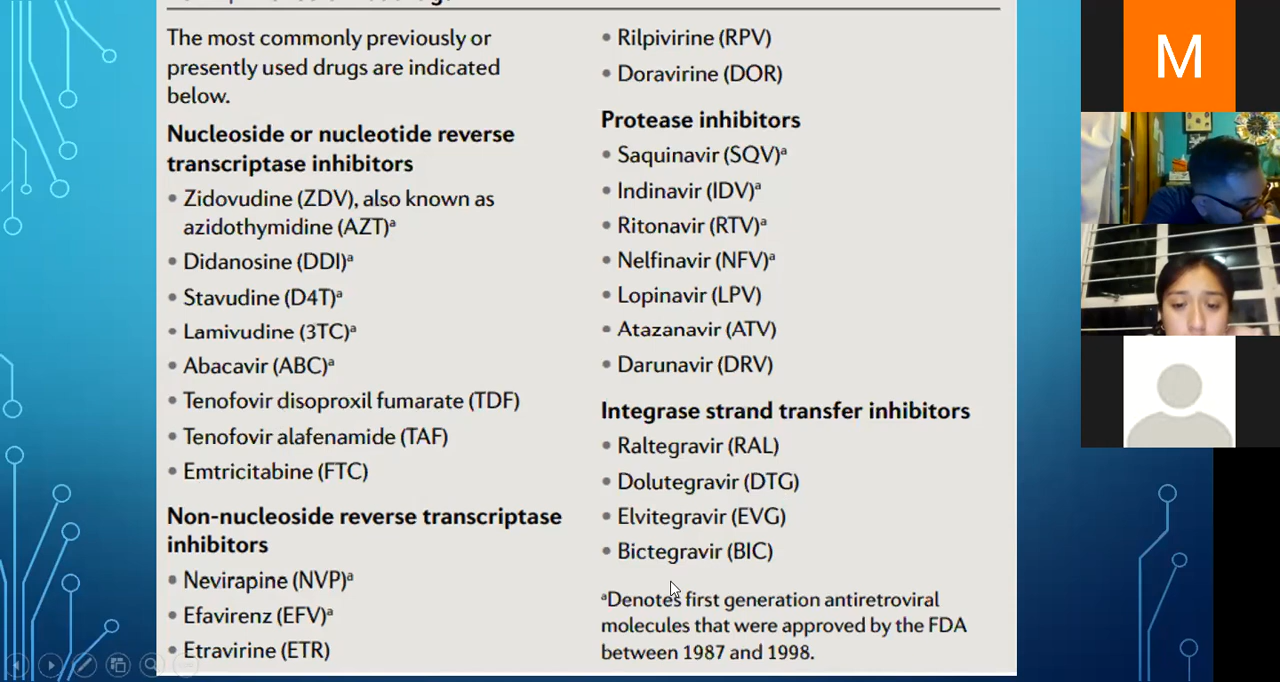 The most commonly previously or
presently used drugs are indicated
below.
Nucleoside or nucleotide reverse
transcriptase inhibitors
• Zidovudine (ZDV), also known as
azidothymidine (AZT)ᵃ
• Didanosine (DDI)ᵃ
• Stavudine (D4T)ᵃ
• Lamivudine (3TC)ᵃ
• Abacavir (ABC)ᵃ
• Tenofovir disoproxil fumarate (TDF)
• Tenofovir alafenamide (TAF)
• Emtricitabine (FTC)
Non-nucleoside reverse transcriptase
inhibitors
• Nevirapine (NVP)ᵃ
• Efavirenz (EFV)ᵃ
• Etravirine (ETR)
• Rilpivirine (RPV)
• Doravirine (DOR)
Protease inhibitors
• Saquinavir (SQV)ᵃ
• Indinavir (IDV)ᵃ
• Ritonavir (RTV)ᵃ
• Nelfinavir (NFV)ᵃ
• Lopinavir (LPV)
• Atazanavir (ATV)
• Darunavir (DRV)
Integrase strand transfer inhibitors
• Raltegravir (RAL)
• Dolutegravir (DTG)
• Elvitegravir (EVG)
• Bictegravir (BIC)
ᵃDenotes first generation antiretroviral
molecules that were approved by the FDA
between 1987 and 1998.
M